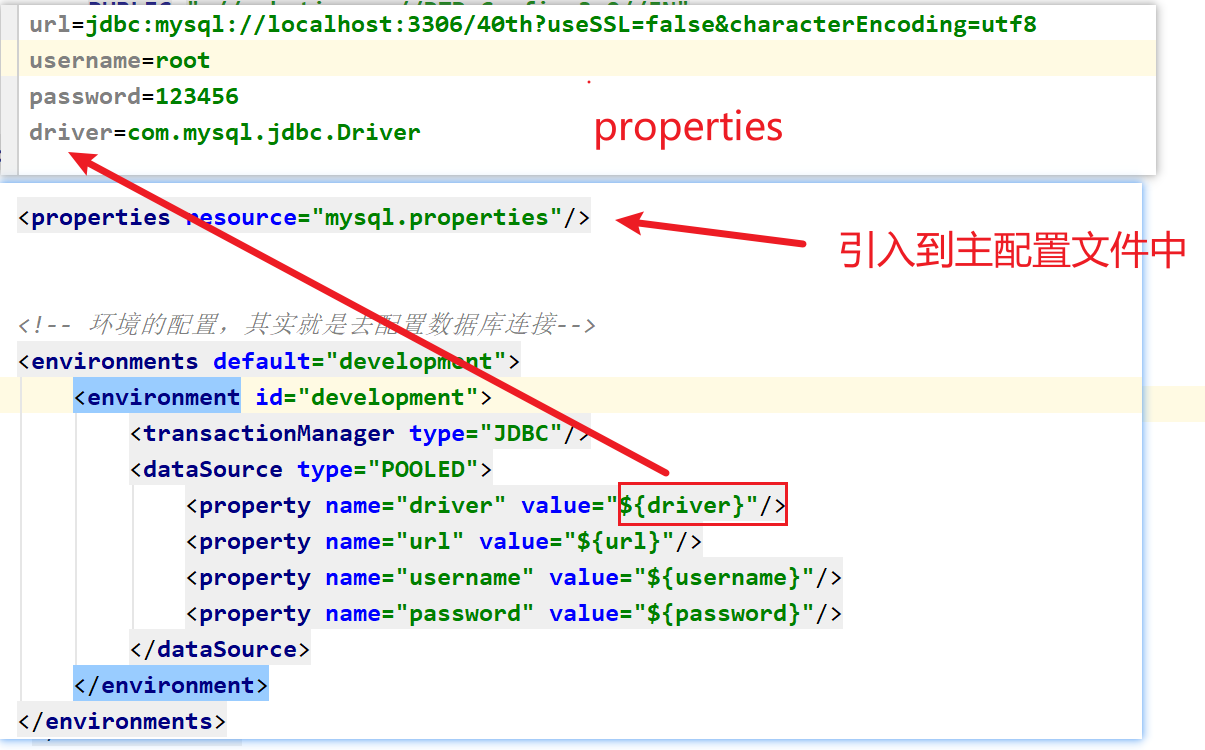 url=jdbc:mysql://localhost:3306/40th?useSSL=false&characterEncoding=utf8
username=root
password=123456
driver=com.mysql.jdbc.Driver
properties
<properties resource="mysql.properties"/>
引入到主配置文件中
<!-- 环境的配置，其实就是去配置数据库连接-->
<environments default="development">
<environment id="development">
<transactionManager type="JDBC"/>
<dataSource type="POOLED">
<property name="driver" value="${driver}"/>
<property name="url" value="${url}"/>
<property name="username" value="${username}"/>
<property name="password" value="${password}"/>
</dataSource>
</environment>
</environments>